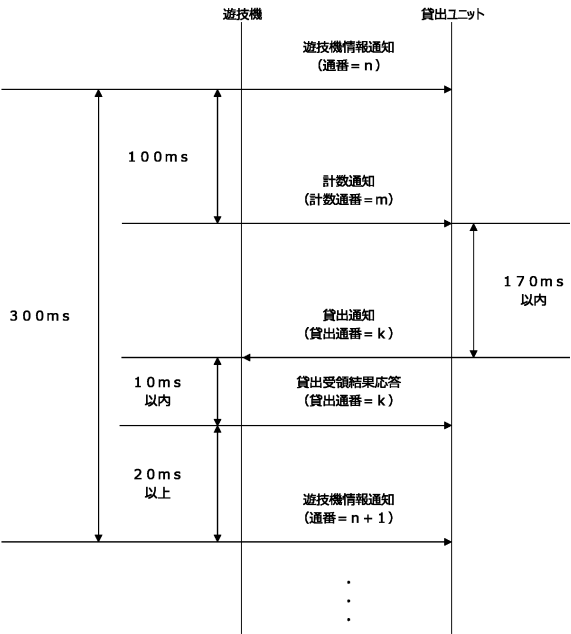 遊技機
貸出ユニット
遊技機情報通知
（通番＝ｎ）
１００ｍｓ
計数通知
（計数通番＝ｍ）
１７０ｍｓ
以内
３００ｍｓ
貸出通知
（貸出通番＝ｋ）
１０ｍｓ
以内
貸出受領結果応答
（貸出通番＝ｋ）
２０ｍｓ
以上
遊技機情報通知
（通番＝ｎ＋１）
・
・
・